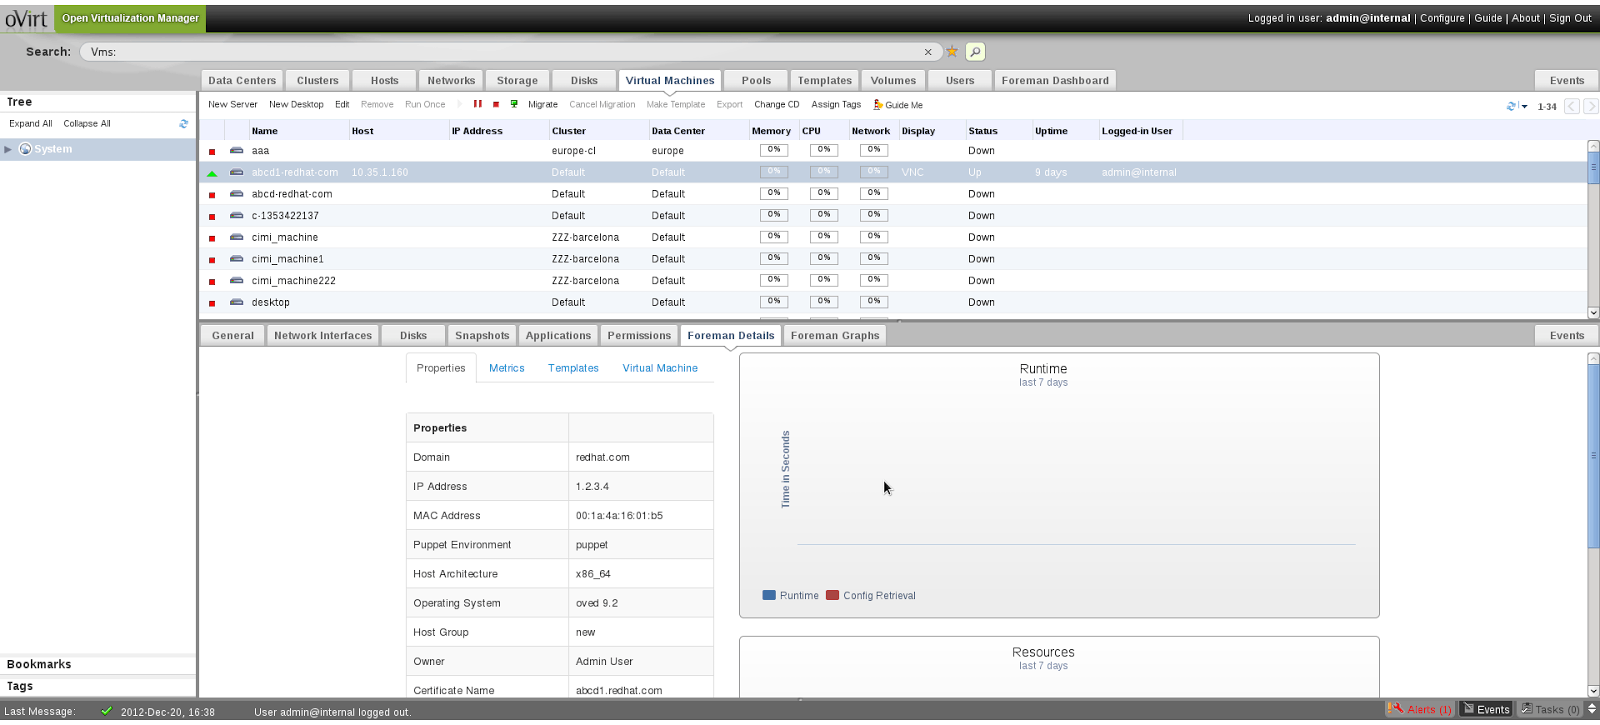 oVirt Open Virtualization Manager Logged in user: admin@internal | Configure | Guide | About | Sign Out
Search: Vms:
Data Centers Clusters Hosts Networks Storage Disks Virtual Machines Pools Templates Volumes Users Foreman Dashboard Events
Tree
Expand All Collapse All
System
New Server New Desktop Edit Remove Run Once Migrate Cancel Migration Make Template Export Change CD Assign Tags Guide Me 1-34
Name Host IP Address Cluster Data Center Memory CPU Network Display Status Uptime Logged-in User
aaa europe-cl europe 0% 0% 0% Down
abcd1-redhat-com 10.35.1.160 Default Default 0% 0% 0% VNC Up 9 days admin@internal
abcd-redhat-com Default Default 0% 0% 0% Down
c-1353422137 Default Default 0% 0% 0% Down
cimi_machine ZZZ-barcelona Default 0% 0% 0% Down
cimi_machine1 ZZZ-barcelona Default 0% 0% 0% Down
cimi_machine222 ZZZ-barcelona Default 0% 0% 0% Down
desktop Default Default 0% 0% 0% Down
General Network Interfaces Disks Snapshots Applications Permissions Foreman Details Foreman Graphs Events
Properties Metrics Templates Virtual Machine
Properties
Domain redhat.com
IP Address 1.2.3.4
MAC Address 00:1a:4a:16:01:b5
Puppet Environment puppet
Host Architecture x86_64
Operating System oved 9.2
Host Group new
Owner Admin User
Certificate Name abcd1.redhat.com
Runtime
last 7 days
Time in Seconds
Runtime Config Retrieval
Resources
last 7 days
Bookmarks
Tags
Last Message: 2012-Dec-20, 16:38 User admin@internal logged out. Alerts (1) Events Tasks (0)